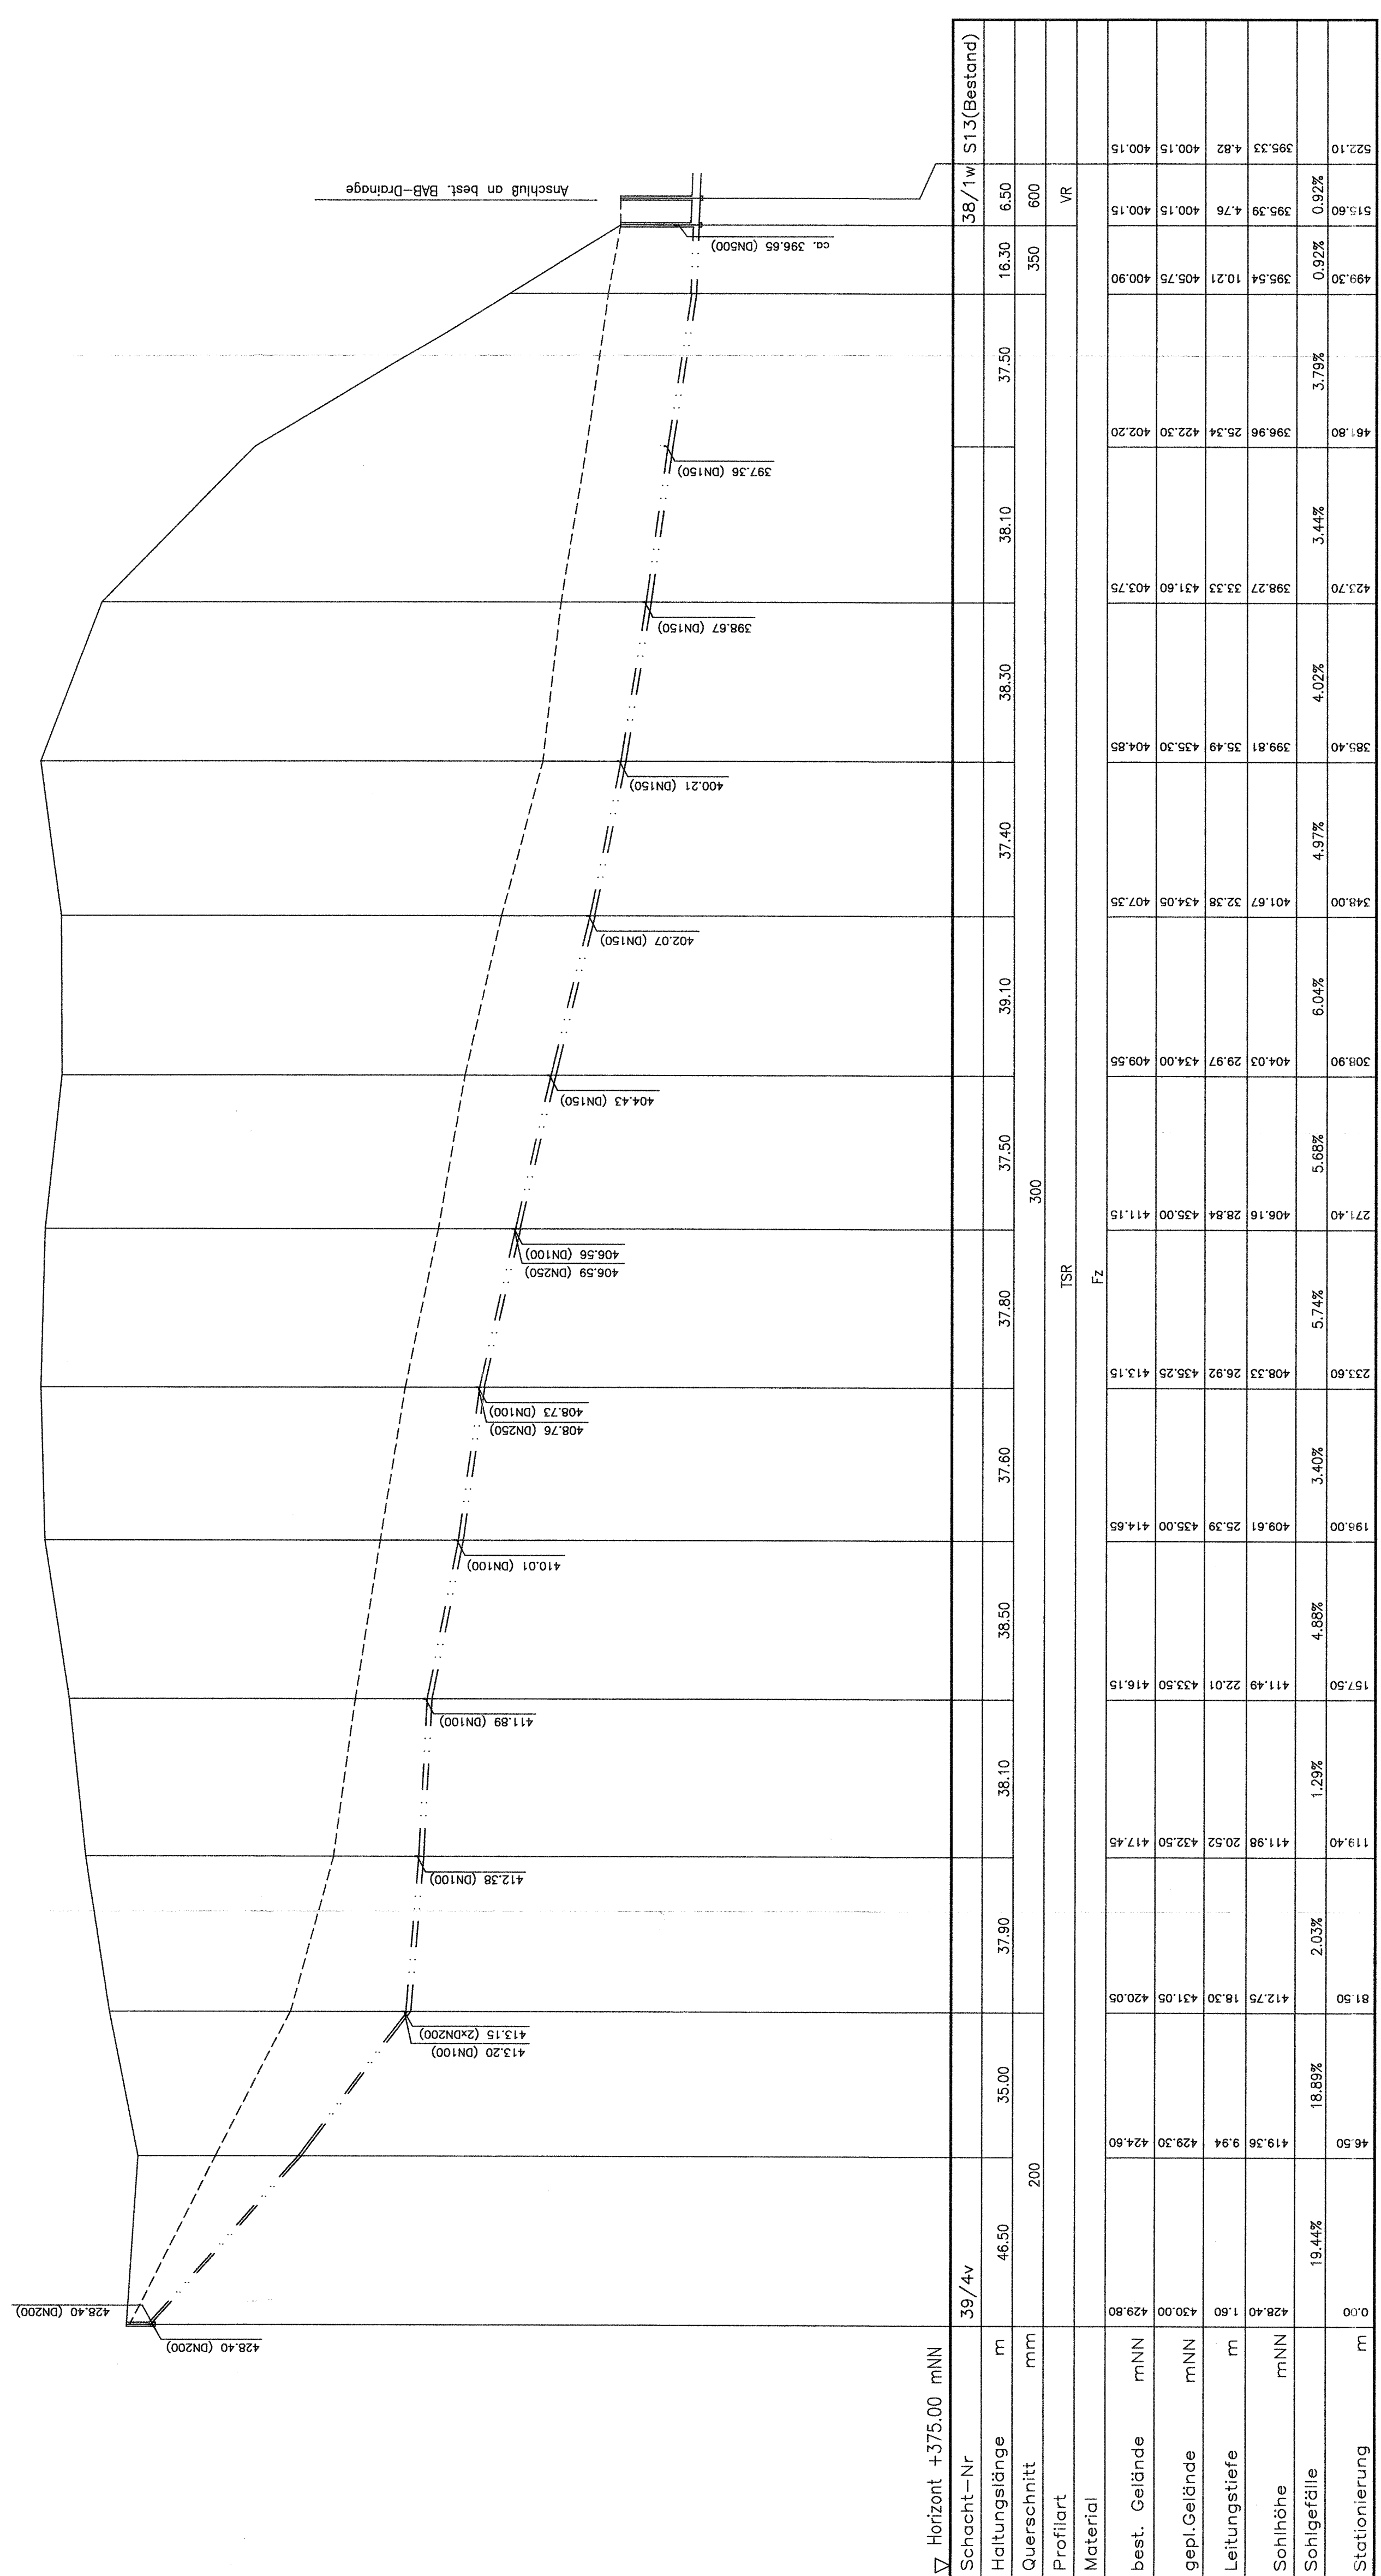 Anschluß an best. BAB-Drainage
428.40 (DN200)
428.40 (DN200)
413.20 (DN100)
413.15 (2xDN200)
412.38 (DN100)
411.89 (DN100)
410.01 (DN100)
408.76 (DN250)
408.73 (DN100)
406.59 (DN250)
406.56 (DN100)
404.43 (DN150)
402.07 (DN150)
400.21 (DN150)
398.67 (DN150)
397.36 (DN150)
ca. 396.65 (DN500)
▽ Horizont +375.00 mNN
Schacht-Nr 39/4v 38/1w S13(Bestand)
Haltungslänge m 46.50 35.00 37.90 38.10 38.50 37.60 37.80 37.50 39.10 37.40 38.30 38.10 37.50 16.30 6.50
Querschnitt mm 200 300 350 600
Profilart TSR VR
Material Fz
best. Gelände mNN 429.80 424.60 420.05 417.45 416.15 414.65 413.15 411.15 409.55 407.35 404.85 403.75 402.20 400.90 400.15 400.15
gepl.Gelände mNN 430.00 429.30 431.05 432.50 433.50 435.00 435.25 435.00 434.00 434.05 435.30 431.60 422.30 405.75 400.15 400.15
Leitungstiefe m 1.60 9.94 18.30 20.52 22.01 25.39 26.92 28.84 29.97 32.38 35.49 33.33 25.34 10.21 4.76 4.82
Sohlhöhe mNN 428.40 419.36 412.75 411.98 411.49 409.61 408.33 406.16 404.03 401.67 399.81 398.27 396.96 395.54 395.39 395.33
Sohlgefälle 19.44% 18.89% 2.03% 1.29% 4.88% 3.40% 5.74% 5.68% 6.04% 4.97% 4.02% 3.44% 3.79% 0.92% 0.92%
Stationierung m 0.00 46.50 81.50 119.40 157.50 196.00 233.60 271.40 308.90 348.00 385.40 423.70 461.80 499.30 515.60 522.10